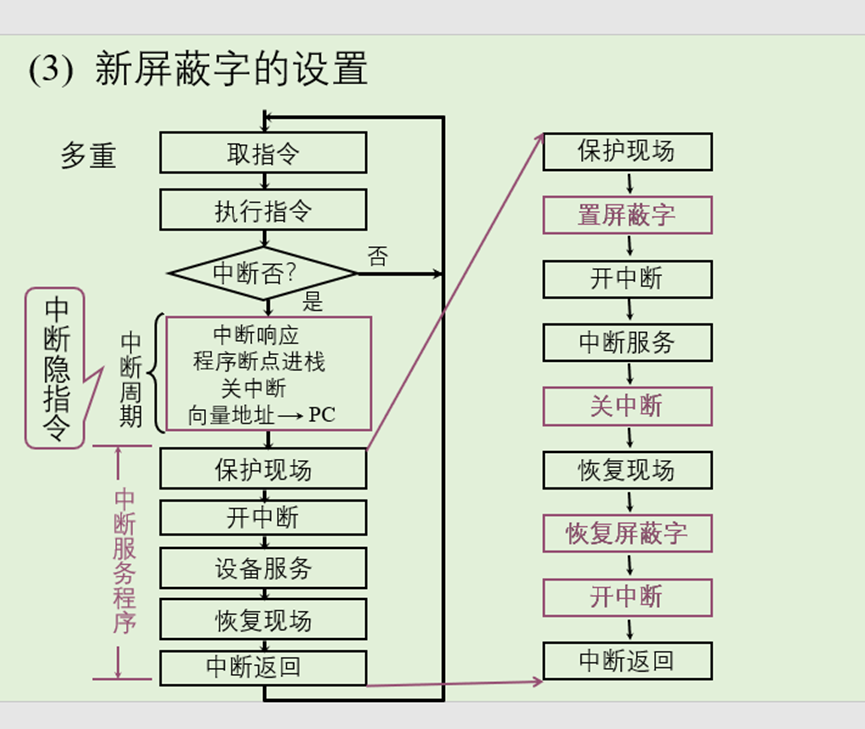 (3) 新屏蔽字的设置
多重
取指令
执行指令
中断否?
否
是
中断隐指令
中断周期
中断响应
程序断点进栈
关中断
向量地址→PC
中断服务程序
保护现场
开中断
设备服务
恢复现场
中断返回
保护现场
置屏蔽字
开中断
中断服务
关中断
恢复现场
恢复屏蔽字
开中断
中断返回